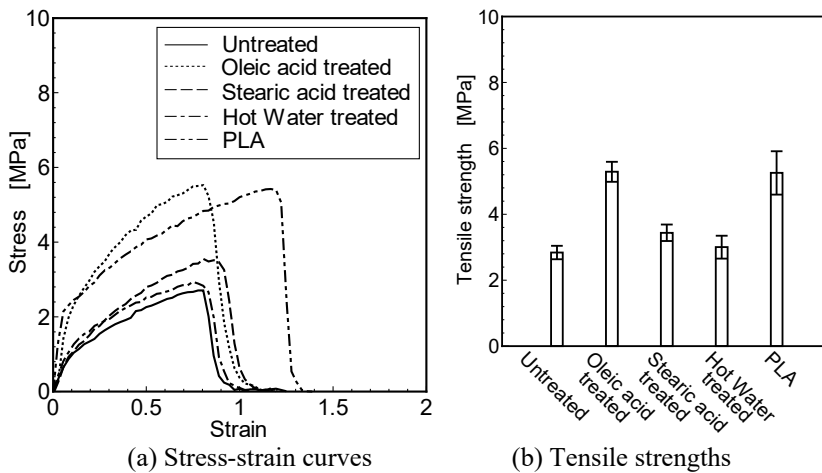 10
8
6
4
2
0
Stress [MPa]
0
0.5
1
1.5
2
Strain
Untreated
Oleic acid treated
Stearic acid treated
Hot Water treated
PLA
(a) Stress-strain curves
10
8
6
4
2
0
Tensile strength [MPa]
Untreated
Oleic acid
treated
Stearic acid
treated
Hot Water
treated
PLA
(b) Tensile strengths